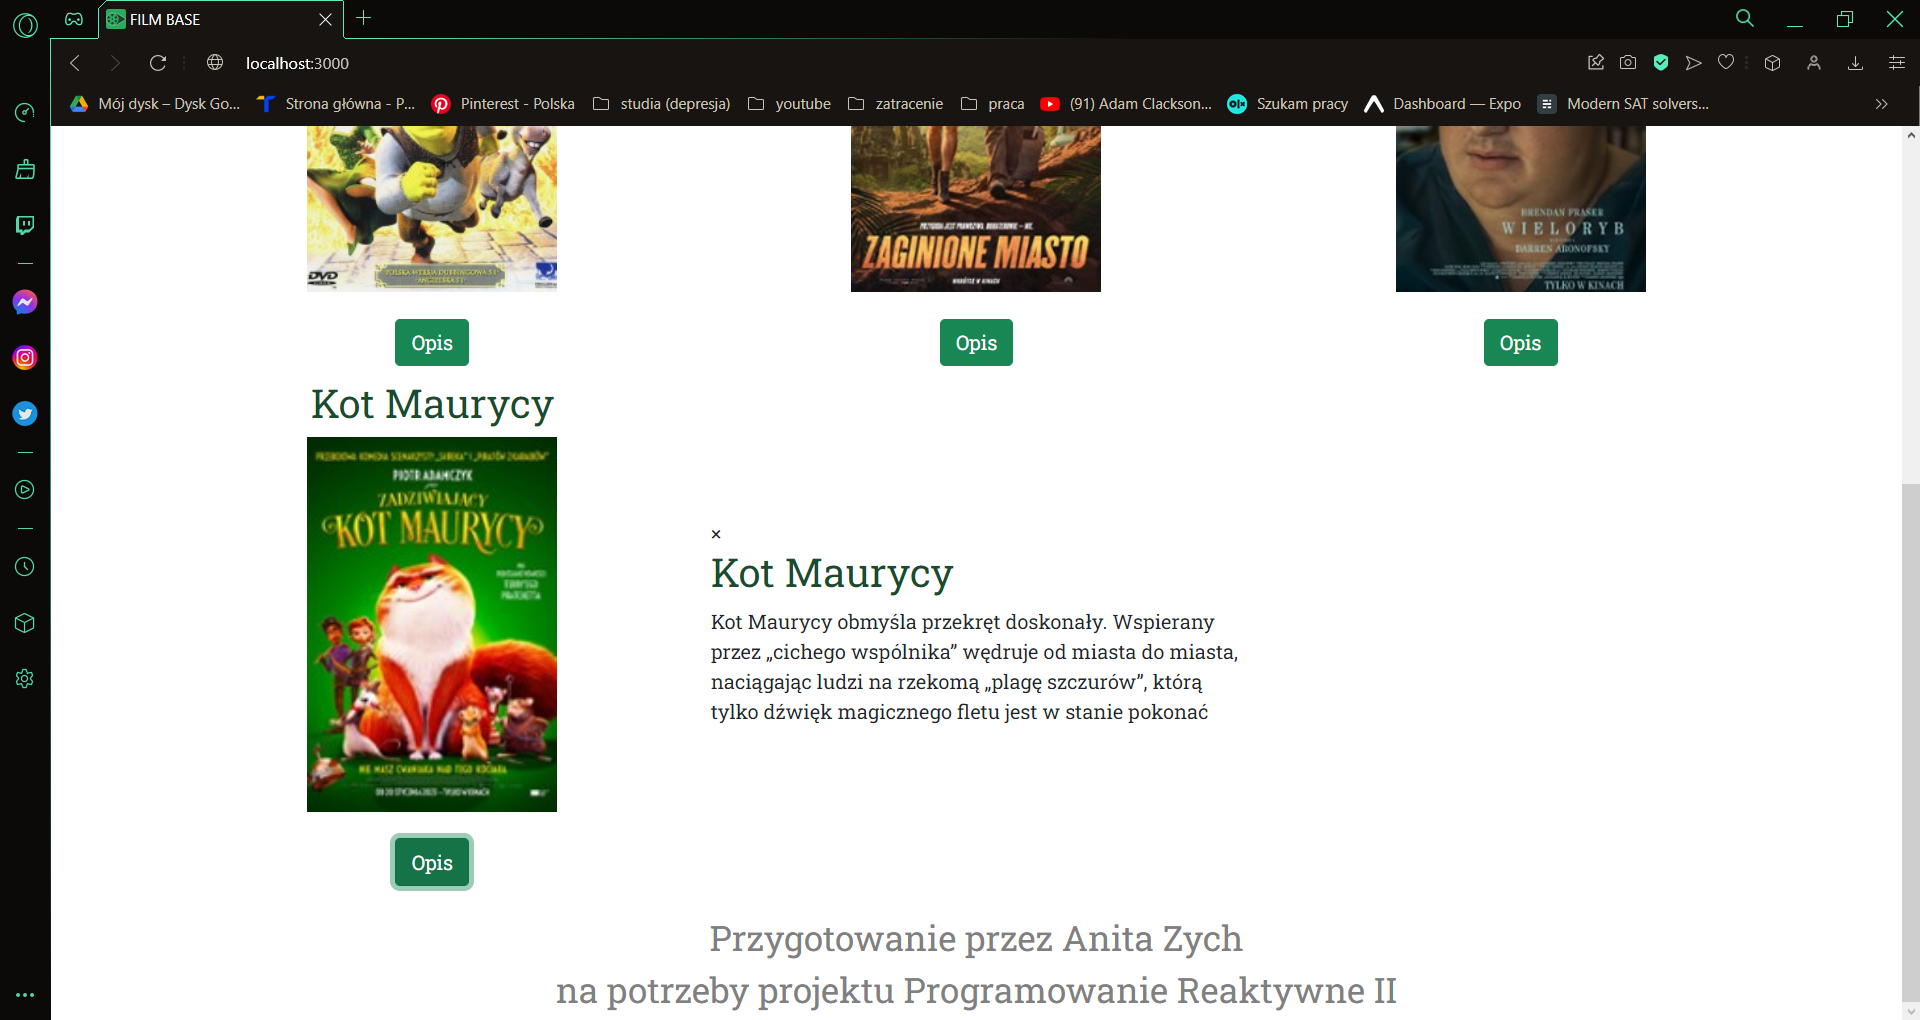 FILM BASE
localhost:3000
Mój dysk – Dysk Go...
Strona główna - P...
Pinterest - Polska
studia (depresja)
youtube
zatracenie
praca
(91) Adam Clackson...
Szukam pracy
Dashboard — Expo
Modern SAT solvers...
DVD
POLSKA WERSJA DUBBINGOWA 5.1
ANGIELSKA 5.1
ZAGINIONE MIASTO
WKRÓTCE W KINACH
BRENDAN FRASER
WIELORYB
DARREN ARONOFSKY
TYLKO W KINACH
Opis
Opis
Opis
Kot Maurycy
PIOTR ADAMCZYK
ZADZIWIAJĄCY
KOT MAURYCY
NIE MASZ CWANIAKA NAD TEGO KOCIAKA
×
Kot Maurycy
Kot Maurycy obmyśla przekręt doskonały. Wspierany
przez „cichego wspólnika” wędruje od miasta do miasta,
naciągając ludzi na rzekomą „plagę szczurów”, którą
tylko dźwięk magicznego fletu jest w stanie pokonać
Opis
Przygotowanie przez Anita Zych
na potrzeby projektu Programowanie Reaktywne II